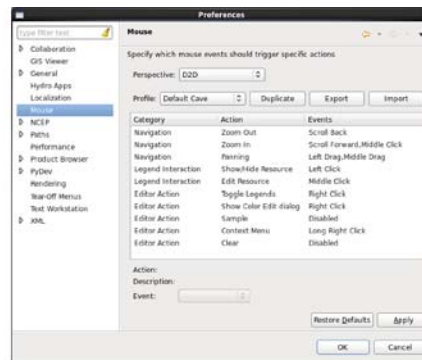 Preferences
type filter text
Collaboration
GIS Viewer
General
Hydro Apps
Localization
Mouse
NCEP
Paths
Performance
Product Browser
PyDev
Rendering
Tear-Off Menus
Text Workstation
XML
Mouse
Specify which mouse events should trigger specific actions
Perspective: D2D
Profile: Default Cave Duplicate Export Import
Category Action Events
Navigation Zoom Out Scroll Back
Navigation Zoom In Scroll Forward,Middle Click
Navigation Panning Left Drag,Middle Drag
Legend Interaction Show/Hide Resource Left Click
Legend Interaction Edit Resource Middle Click
Editor Action Toggle Legends Right Click
Editor Action Show Color Edit dialog Right Click
Editor Action Sample Disabled
Editor Action Context Menu Long Right Click
Editor Action Clear Disabled
Action:
Description:
Event:
Restore Defaults Apply
OK Cancel